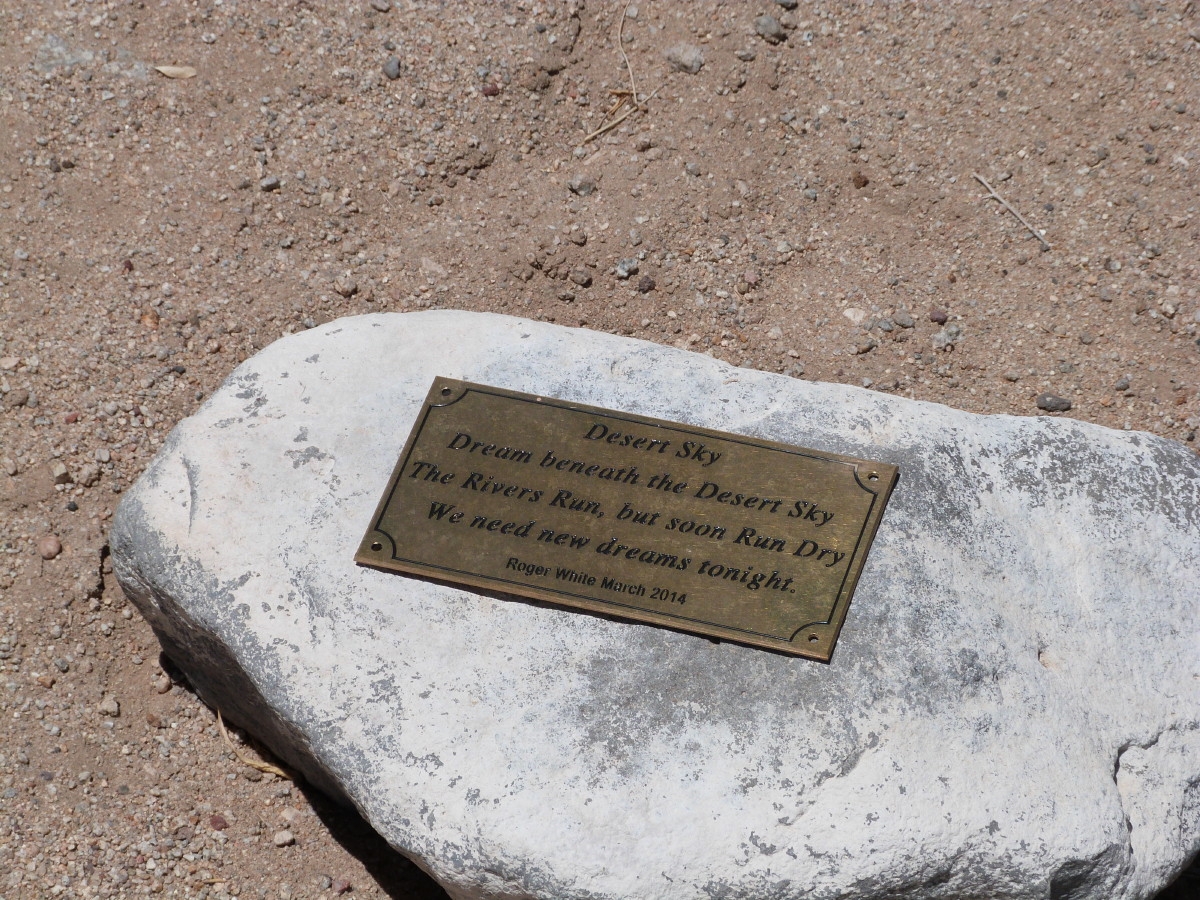 Desert Sky
Dream beneath the Desert Sky
The Rivers Run, but soon Run Dry
We need new dreams tonight.
Roger White March 2014